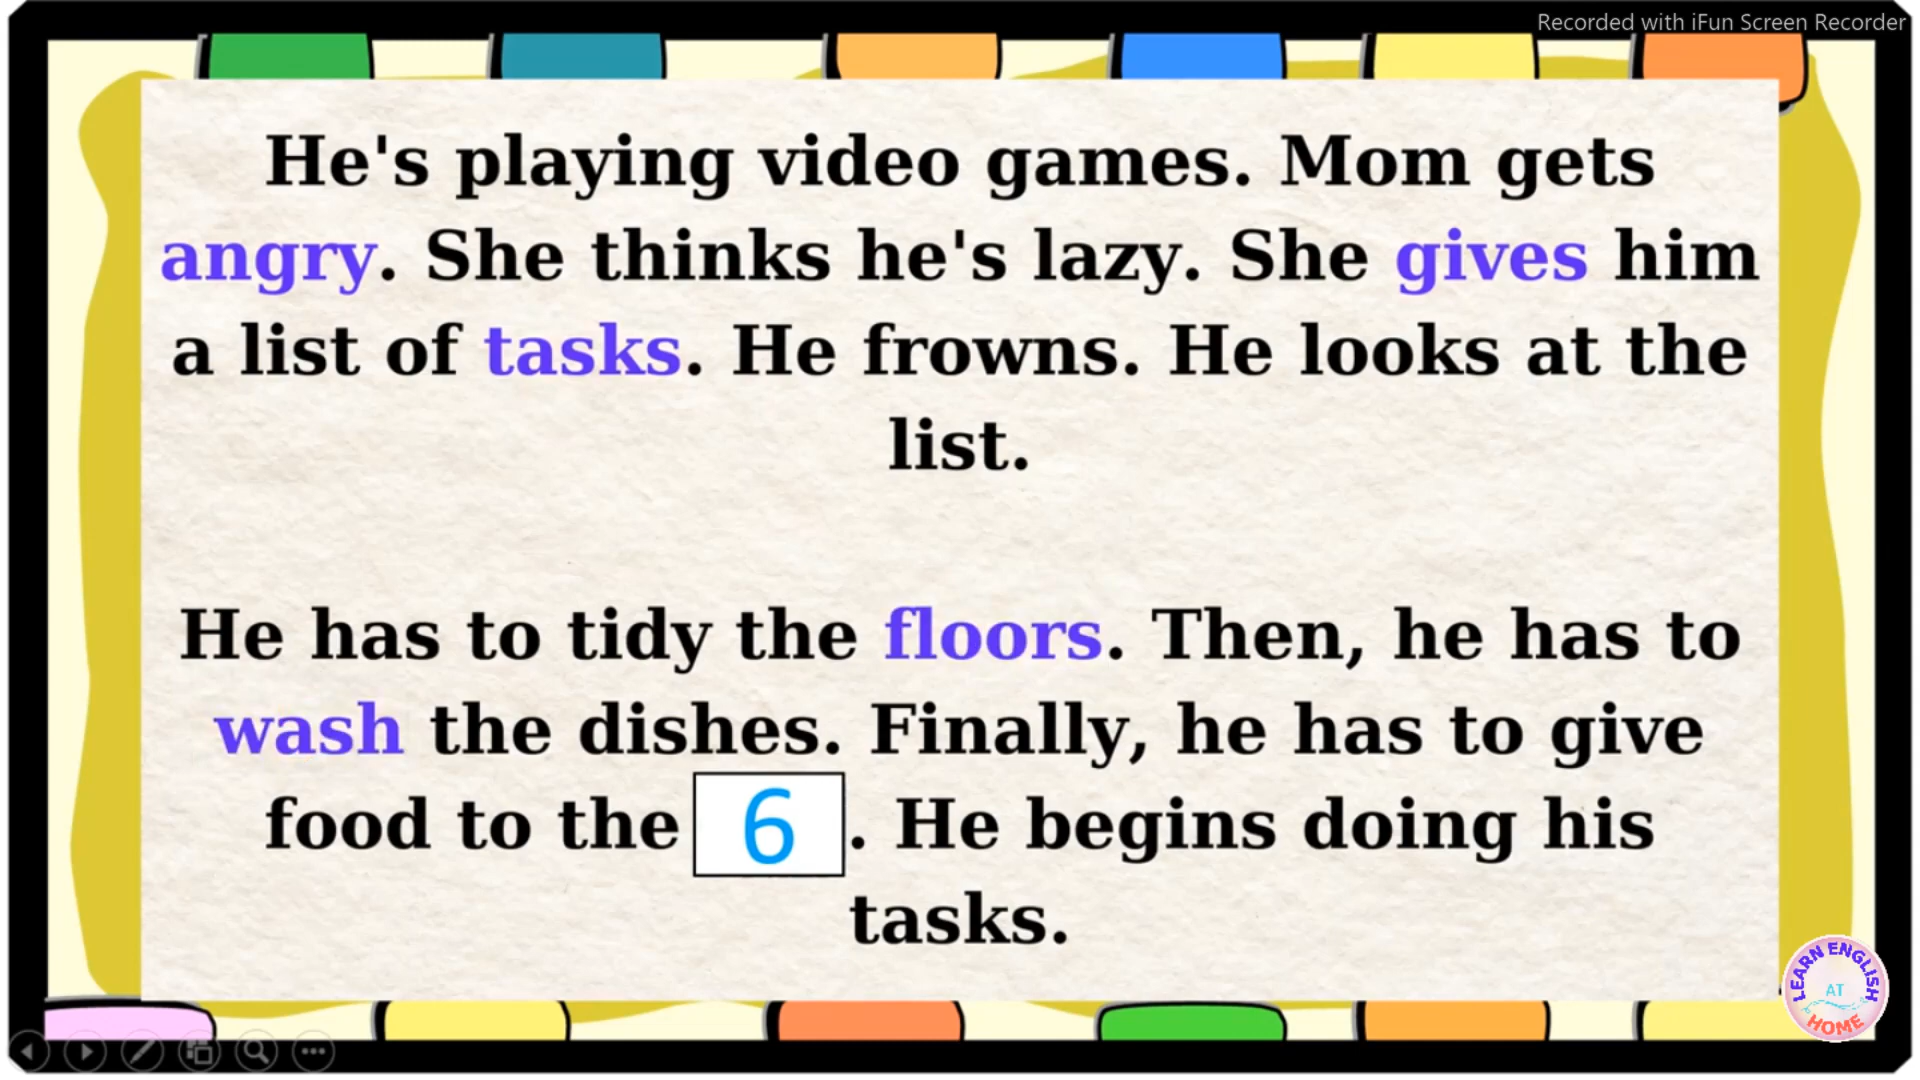 Recorded with iFun Screen Recorder
He's playing video games. Mom gets
angry. She thinks he's lazy. She gives him
a list of tasks. He frowns. He looks at the
list.
He has to tidy the floors. Then, he has to
wash the dishes. Finally, he has to give
food to the 6. He begins doing his
tasks.
LEARN ENGLISH
AT
HOME